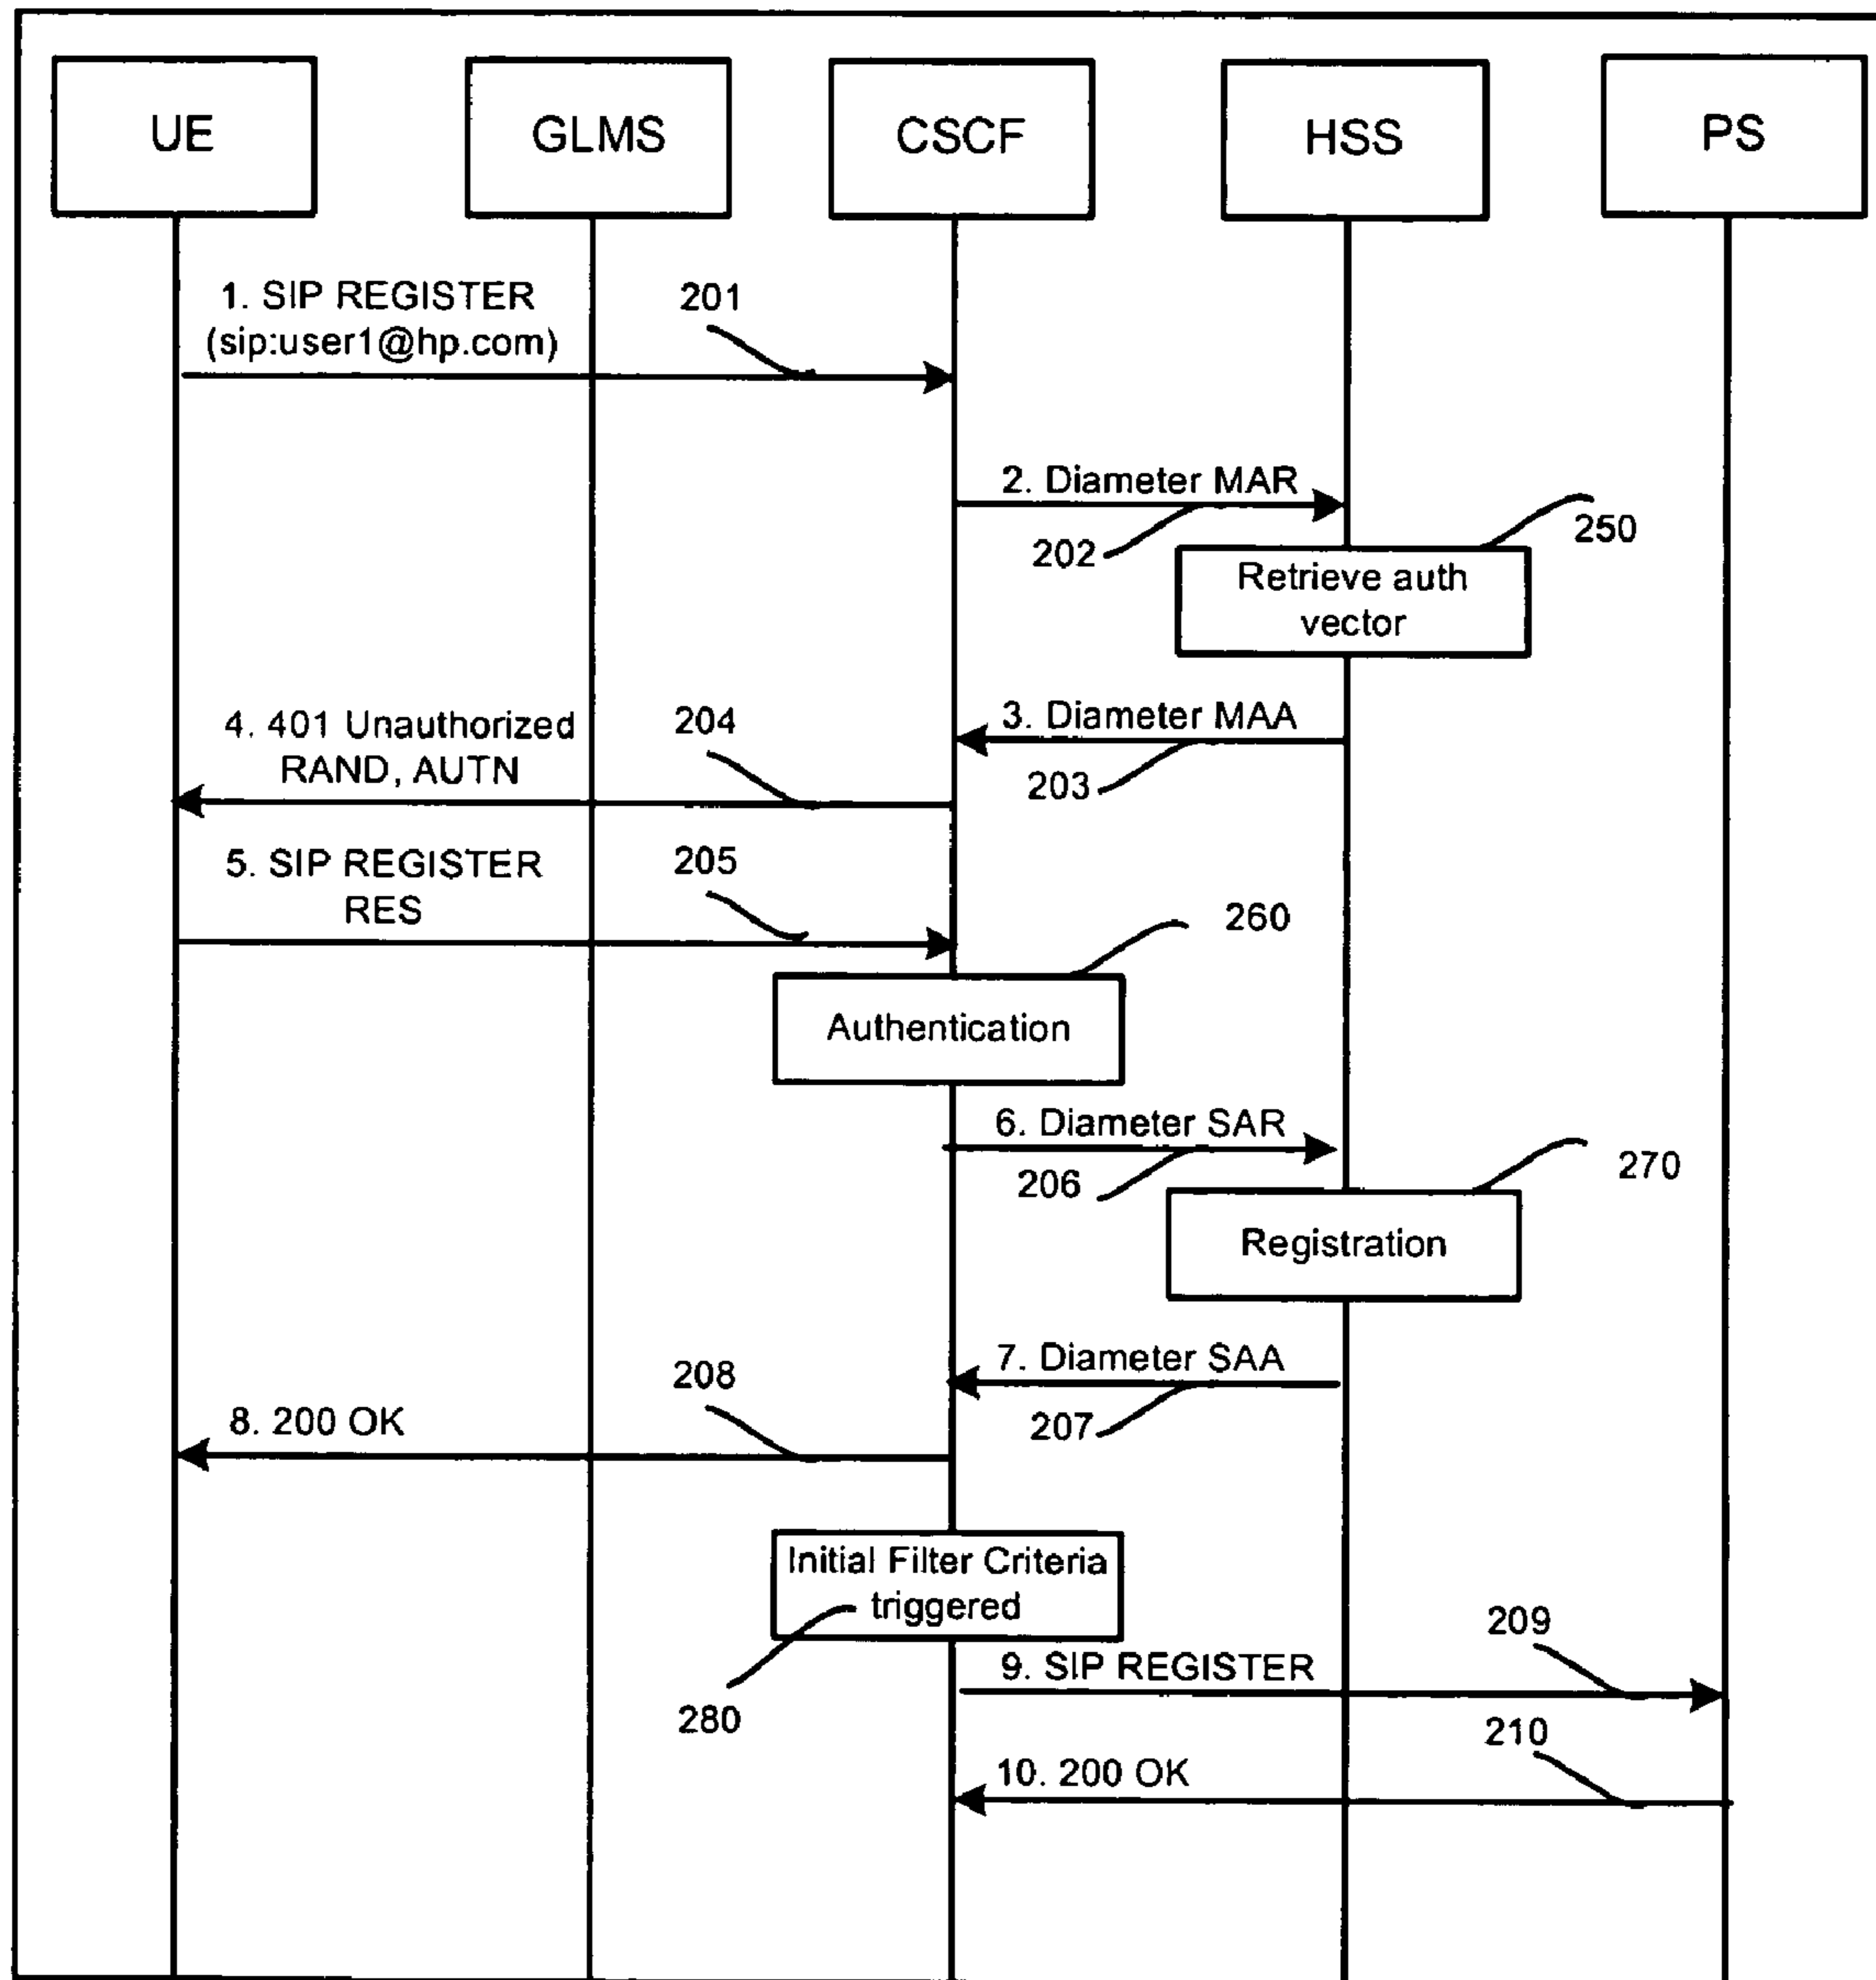 UE
GLMS
CSCF
HSS
PS
1. SIP REGISTER
(sip:user1@hp.com)
201
2. Diameter MAR
202
250
Retrieve auth
vector
3. Diameter MAA
203
4. 401 Unauthorized
RAND, AUTN
204
5. SIP REGISTER
RES
205
260
Authentication
6. Diameter SAR
206
270
Registration
7. Diameter SAA
207
208
8. 200 OK
Initial Filter Criteria
triggered
280
9. SIP REGISTER
209
10. 200 OK
210